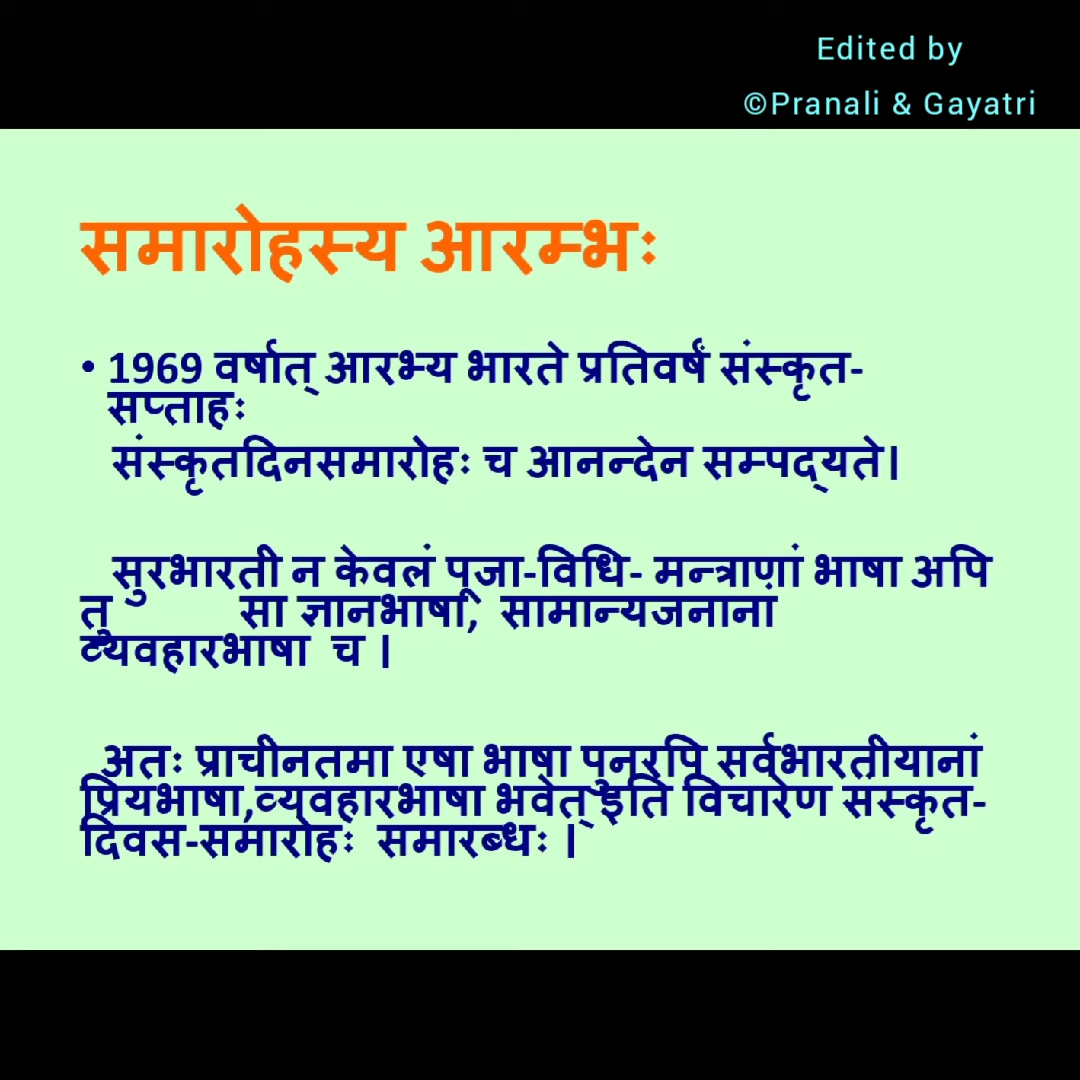 Edited by
©Pranali & Gayatri
समारोहस्य आरम्भः
• 1969 वर्षात् आरभ्य भारते प्रतिवर्षं संस्कृत-
सप्ताहः
संस्कृतदिनसमारोहः च आनन्देन सम्पद्यते।
सुरभारती न केवलं पूजा-विधि- मन्त्राणां भाषा अपि
तु सा ज्ञानभाषा, सामान्यजनानां
व्यवहारभाषा च ।
अतः प्राचीनतमा एषा भाषा पुनरपि सर्वभारतीयानां
प्रियभाषा,व्यवहारभाषा भवेत् इति विचारेण संस्कृत-
दिवस-समारोहः समारब्धः ।